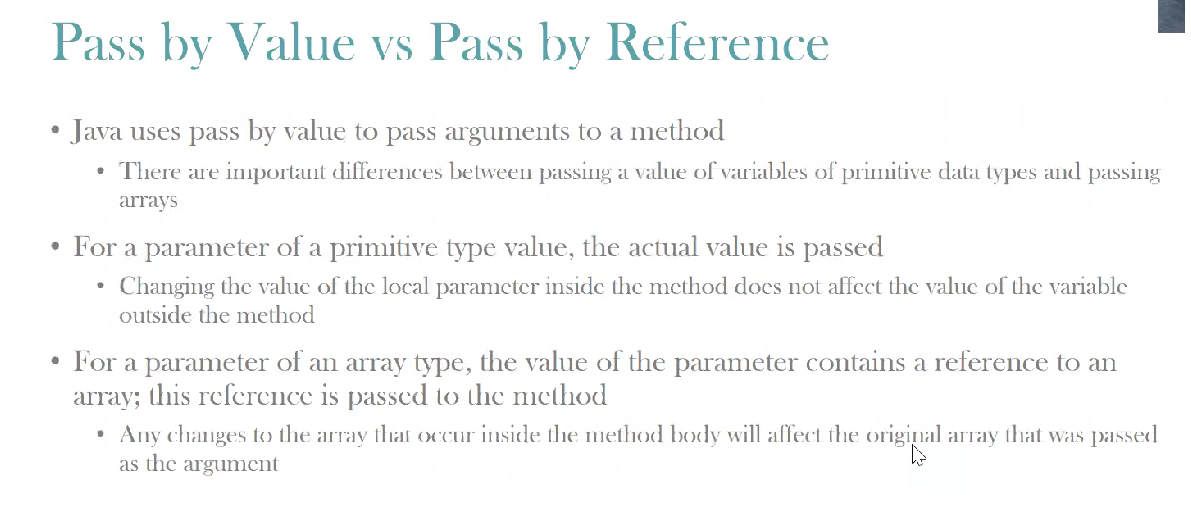 Pass by Value vs Pass by Reference
• Java uses pass by value to pass arguments to a method
• There are important differences between passing a value of variables of primitive data types and passing
arrays
• For a parameter of a primitive type value, the actual value is passed
• Changing the value of the local parameter inside the method does not affect the value of the variable
outside the method
• For a parameter of an array type, the value of the parameter contains a reference to an
array; this reference is passed to the method
• Any changes to the array that occur inside the method body will affect the original array that was passed
as the argument